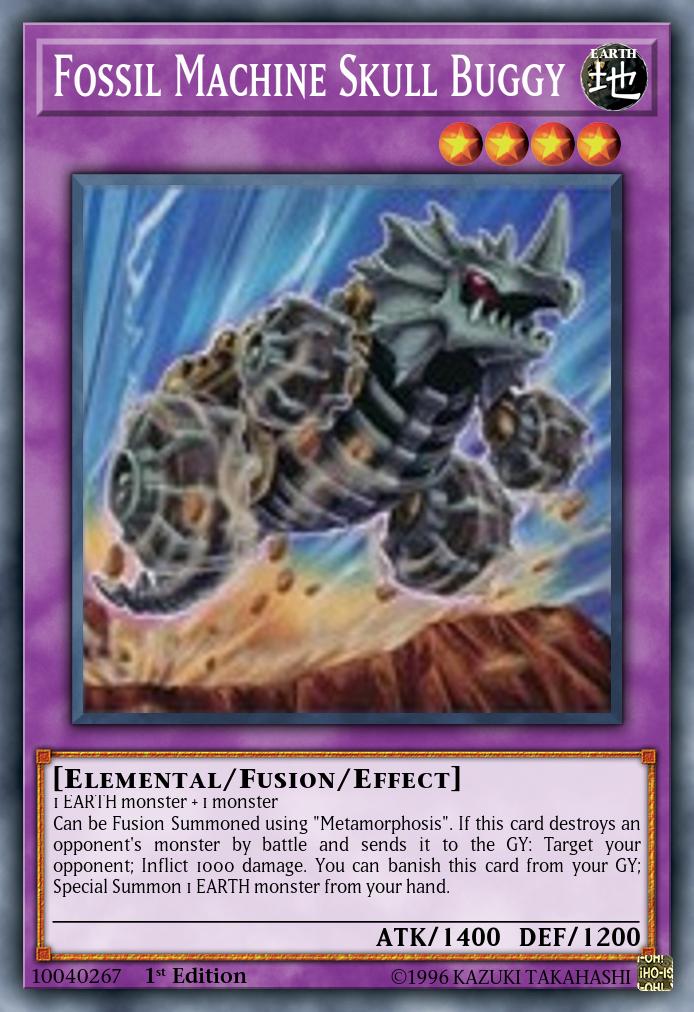 FOSSIL MACHINE SKULL BUGGY
EARTH
地
[ELEMENTAL/FUSION/EFFECT]
1 EARTH monster + 1 monster
Can be Fusion Summoned using "Metamorphosis". If this card destroys an
opponent's monster by battle and sends it to the GY: Target your
opponent; Inflict 1000 damage. You can banish this card from your GY;
Special Summon 1 EARTH monster from your hand.
ATK/1400 DEF/1200
10040267 1st Edition ©1996 KAZUKI TAKAHASHI